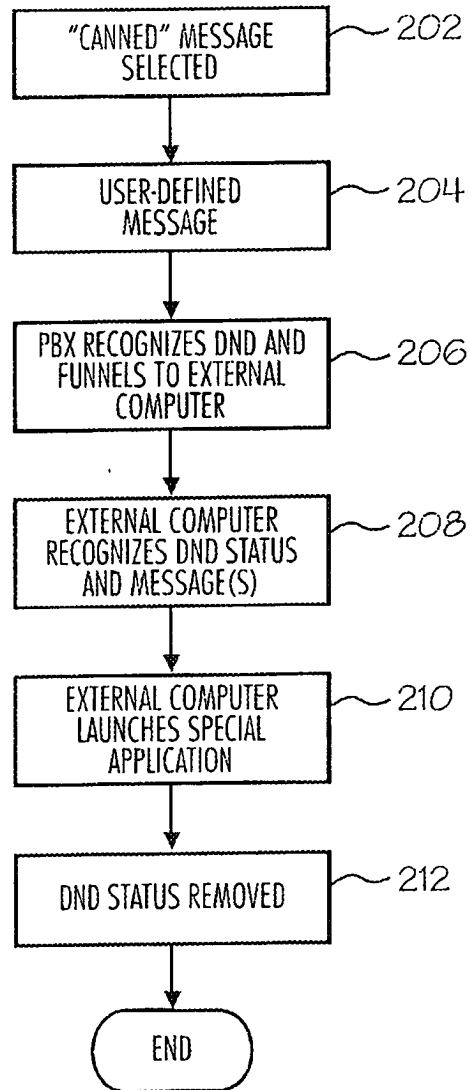 "CANNED" MESSAGE
SELECTED
202
USER-DEFINED
MESSAGE
204
PBX RECOGNIZES DND AND
FUNNELS TO EXTERNAL
COMPUTER
206
EXTERNAL COMPUTER
RECOGNIZES DND STATUS
AND MESSAGE(S)
208
EXTERNAL COMPUTER
LAUNCHES SPECIAL
APPLICATION
210
DND STATUS REMOVED
212
END